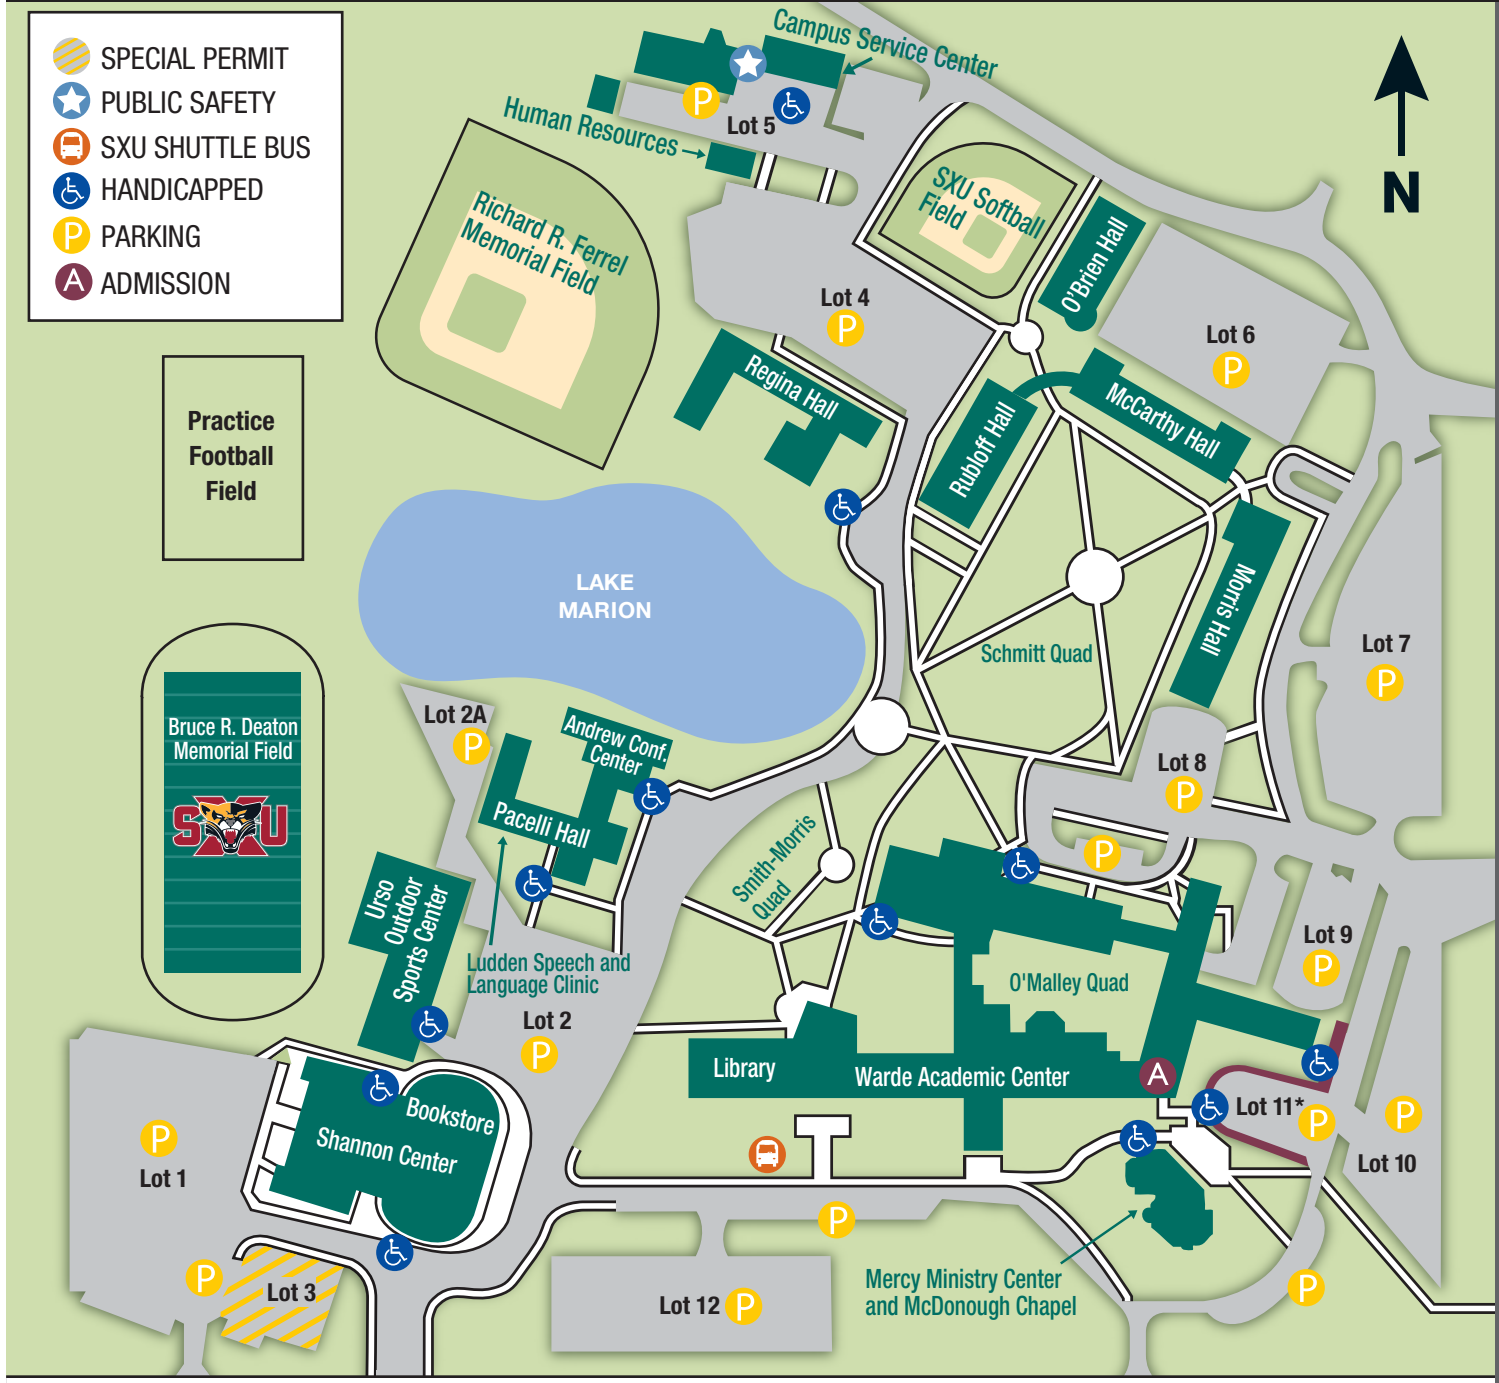 SPECIAL PERMIT
PUBLIC SAFETY
SXU SHUTTLE BUS
HANDICAPPED
P PARKING
A ADMISSION
Campus Service Center
P
Lot 5
Human Resources
N
Richard R. Ferrel
Memorial Field
SXU Softball
Field
O'Brien Hall
Lot 4
P
Lot 6
P
Regina Hall
McCarthy Hall
Rubloff Hall
Practice
Football
Field
LAKE
MARION
Morris Hall
Schmitt Quad
Lot 7
P
Bruce R. Deaton
Memorial Field
SXU
Lot 2A
P
Andrew Conf.
Center
Pacelli Hall
Lot 8
P
P
Smith-Morris
Quad
Urso
Outdoor
Sports Center
Ludden Speech and
Language Clinic
Lot 9
P
O'Malley Quad
Lot 2
P
Library
Warde Academic Center
A
Bookstore
Shannon Center
Lot 11*
P
P
Lot 10
P
Lot 1
P
P
Lot 3
Mercy Ministry Center
and McDonough Chapel
P
Lot 12 P